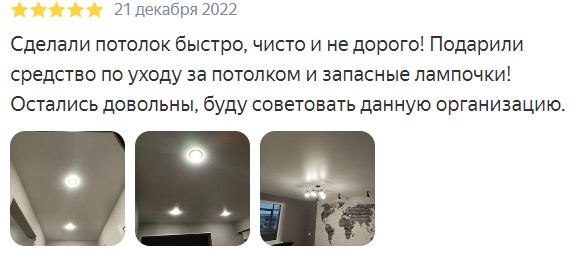 21 декабря 2022
Сделали потолок быстро, чисто и не дорого! Подарили
средство по уходу за потолком и запасные лампочки!
Остались довольны, буду советовать данную организацию.